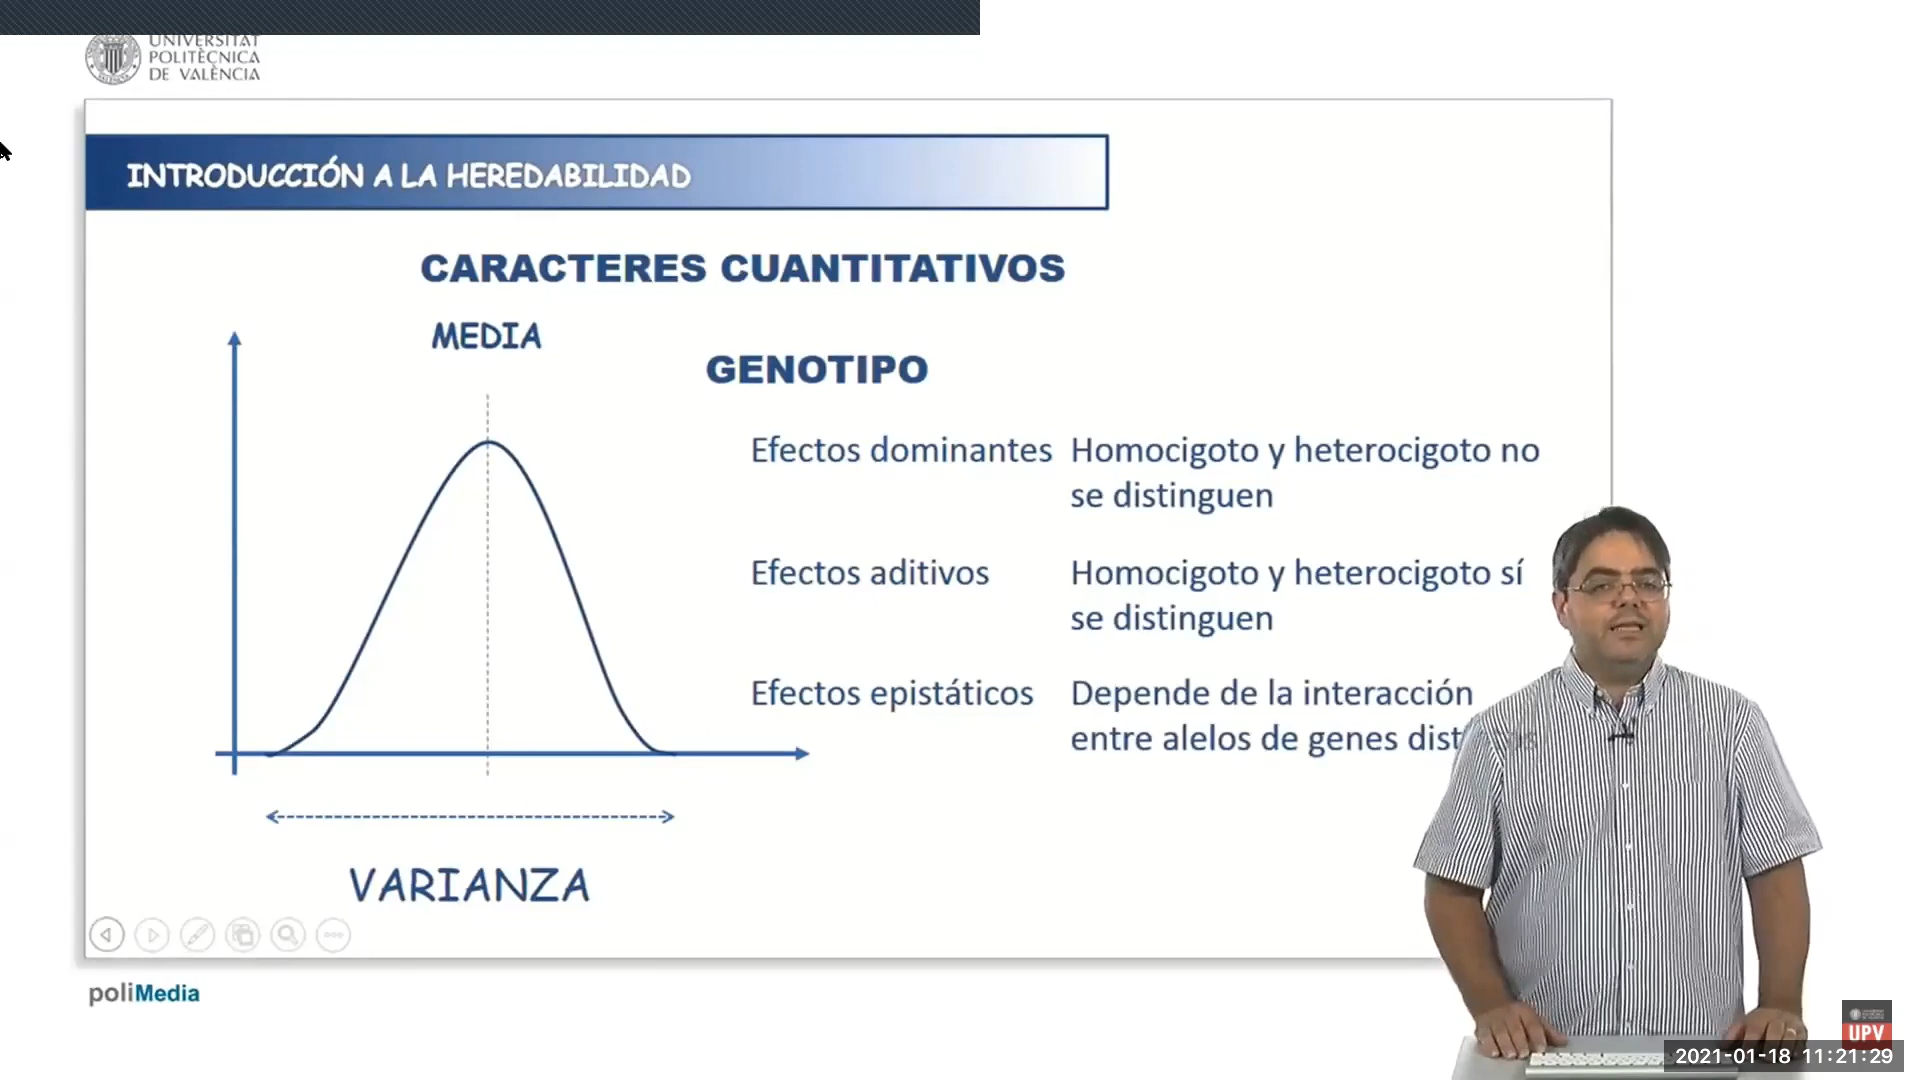 UNIVERSITAT
POLITÈCNICA
DE VALÈNCIA
INTRODUCCIÓN A LA HEREDABILIDAD
CARACTERES CUANTITATIVOS
MEDIA
GENOTIPO
Efectos dominantes Homocigoto y heterocigoto no
se distinguen
Efectos aditivos Homocigoto y heterocigoto sí
se distinguen
Efectos epistáticos Depende de la interacción
entre alelos de genes
VARIANZA
poliMedia
UPV
2021-01-18 11:21:29